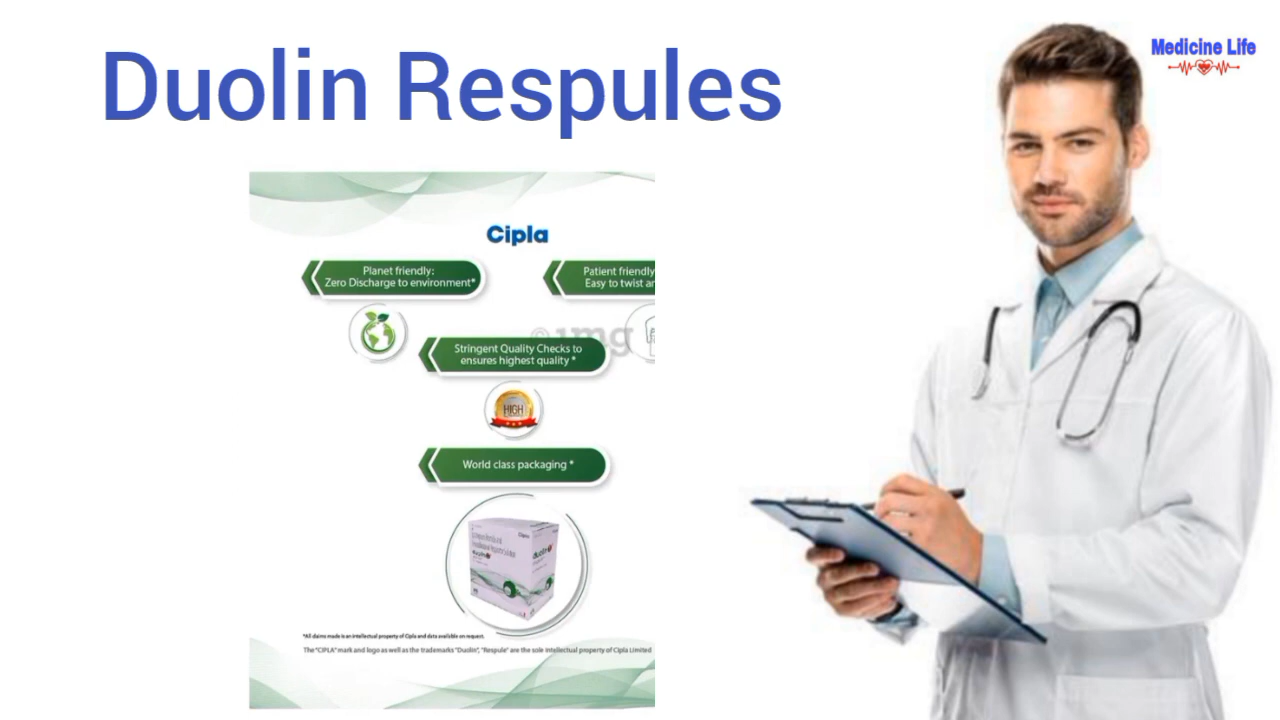 Duolin Respules
Medicine Life
Cipla
Planet friendly:
Zero Discharge to environment*
Patient friendly
Easy to twist
1mg
Stringent Quality Checks to
ensures highest quality *
HIGH
World class packaging *
Cipla
duolin
*All claims made is an intellectual property of Cipla and data available on request.
The "CIPLA" mark and logo as well as the trademarks "Duolin", "Respule" are the sole intellectual property of Cipla Limited